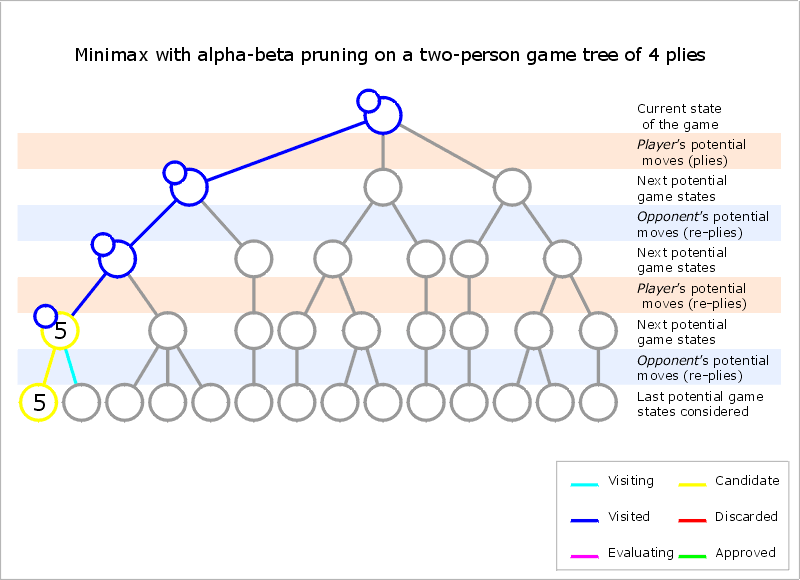 Minimax with alpha-beta pruning on a two-person game tree of 4 plies
Current state
of the game
Player's potential
moves (plies)
Next potential
game states
Opponent's potential
moves (re-plies)
Next potential
game states
Player's potential
moves (re-plies)
5
Next potential
game states
Opponent's potential
moves (re-plies)
5
Last potential game
states considered
Visiting
Candidate
Visited
Discarded
Evaluating
Approved